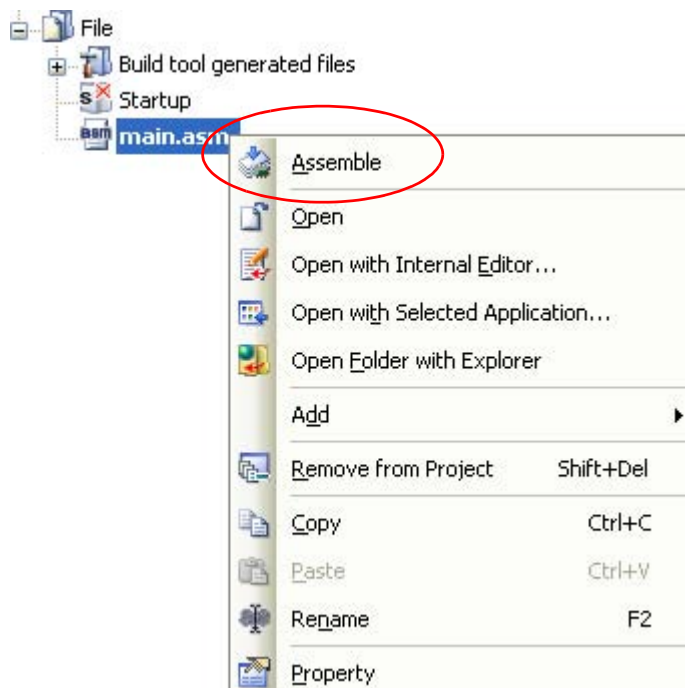 File
Build tool generated files
Startup
main.asm
Assemble
Open
Open with Internal Editor...
Open with Selected Application...
Open Folder with Explorer
Add
Remove from Project Shift+Del
Copy Ctrl+C
Paste Ctrl+V
Rename F2
Property